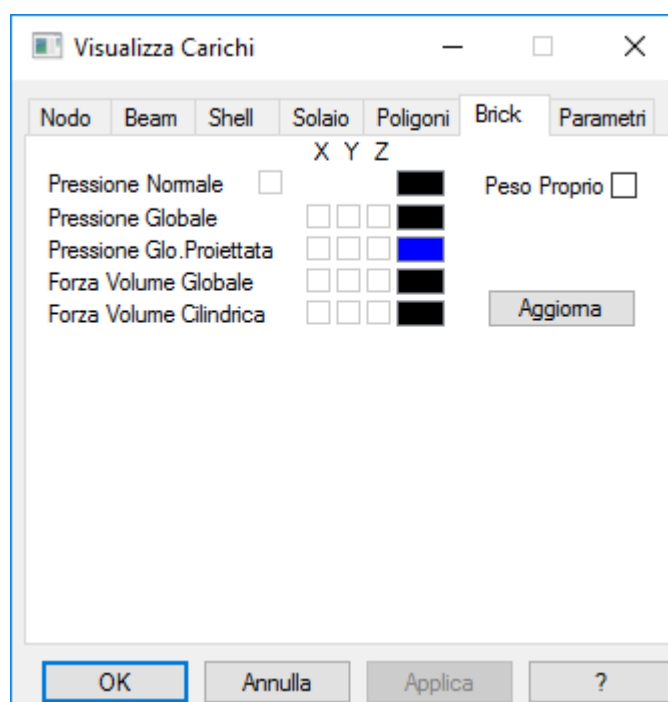 Visualizza Carichi
Nodo Beam Shell Solaio Poligoni Brick Parametri
X Y Z
Pressione Normale Peso Proprio
Pressione Globale
Pressione Glo.Proiettata
Forza Volume Globale
Forza Volume Cilindrica Aggiorna
OK Annulla Applica ?